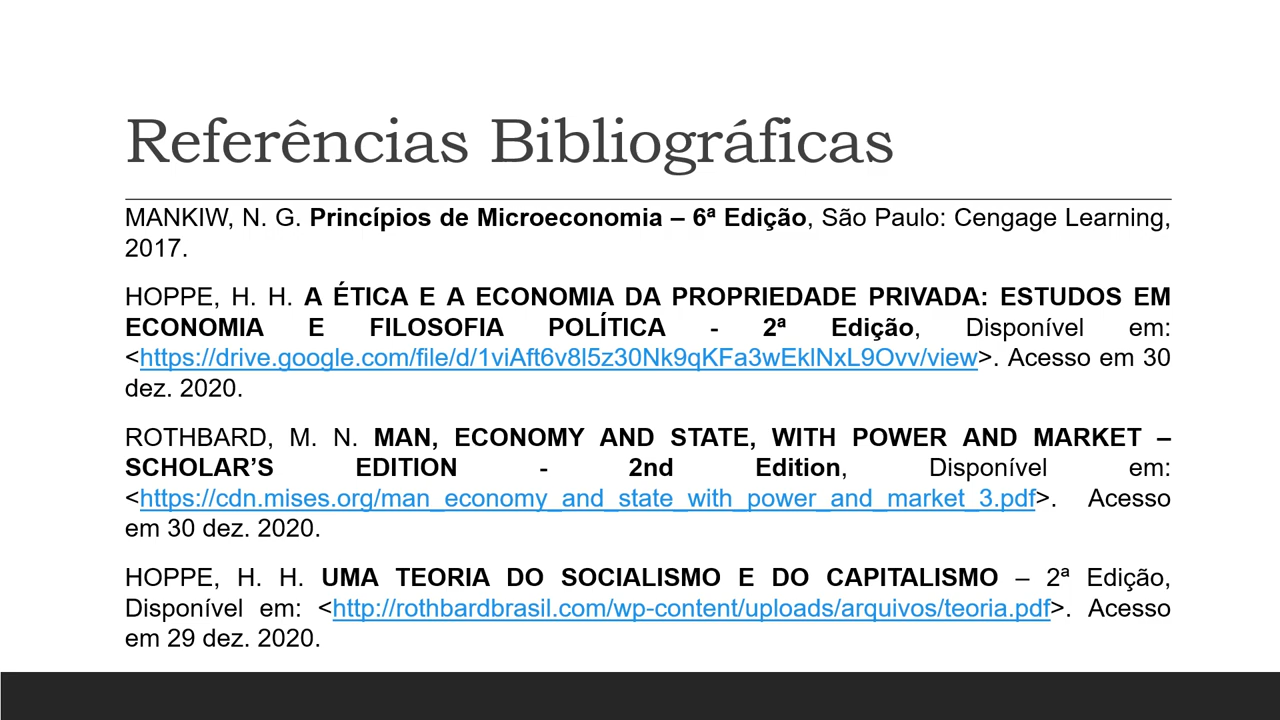 Referências Bibliográficas
MANKIW, N. G. Princípios de Microeconomia – 6ª Edição, São Paulo: Cengage Learning,
2017.
HOPPE, H. H. A ÉTICA E A ECONOMIA DA PROPRIEDADE PRIVADA: ESTUDOS EM
ECONOMIA E FILOSOFIA POLÍTICA - 2ª Edição, Disponível em:
<https://drive.google.com/file/d/1viAft6v8l5z30Nk9qKFa3wEklNxL9Ovv/view>. Acesso em 30
dez. 2020.
ROTHBARD, M. N. MAN, ECONOMY AND STATE, WITH POWER AND MARKET –
SCHOLAR’S EDITION - 2nd Edition, Disponível em:
<https://cdn.mises.org/man_economy_and_state_with_power_and_market_3.pdf>. Acesso
em 30 dez. 2020.
HOPPE, H. H. UMA TEORIA DO SOCIALISMO E DO CAPITALISMO – 2ª Edição,
Disponível em: <http://rothbardbrasil.com/wp-content/uploads/arquivos/teoria.pdf>. Acesso
em 29 dez. 2020.